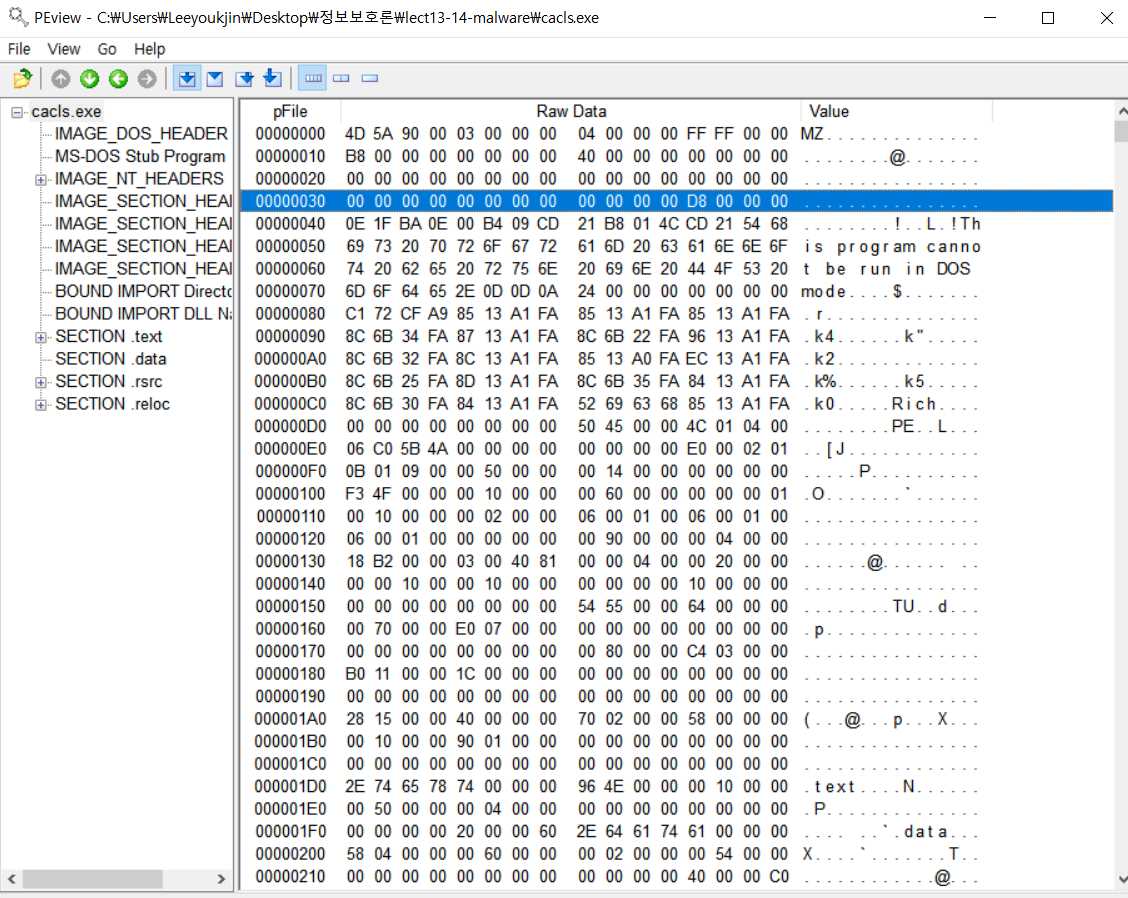 PEview - C:₩Users₩Leeyoukjin₩Desktop₩정보보호론₩lect13-14-malware₩cacls.exe
File View Go Help
cacls.exe
IMAGE_DOS_HEADER
MS-DOS Stub Program
IMAGE_NT_HEADERS
IMAGE_SECTION_HEAI
IMAGE_SECTION_HEAI
IMAGE_SECTION_HEAI
IMAGE_SECTION_HEAI
BOUND IMPORT Directo
BOUND IMPORT DLL Na
SECTION .text
SECTION .data
SECTION .rsrc
SECTION .reloc
pFile Raw Data Value
00000000 4D 5A 90 00 03 00 00 00 04 00 00 00 FF FF 00 00 MZ..............
00000010 B8 00 00 00 00 00 00 00 40 00 00 00 00 00 00 00 ........@.......
00000020 00 00 00 00 00 00 00 00 00 00 00 00 00 00 00 00 ................
00000030 00 00 00 00 00 00 00 00 00 00 00 00 D8 00 00 00 ................
00000040 0E 1F BA 0E 00 B4 09 CD 21 B8 01 4C CD 21 54 68 ........!..L.!Th
00000050 69 73 20 70 72 6F 67 72 61 6D 20 63 61 6E 6E 6F is program canno
00000060 74 20 62 65 20 72 75 6E 20 69 6E 20 44 4F 53 20 t be run in DOS
00000070 6D 6F 64 65 2E 0D 0D 0A 24 00 00 00 00 00 00 00 mode....$.......
00000080 C1 72 CF A9 85 13 A1 FA 85 13 A1 FA 85 13 A1 FA .r..............
00000090 8C 6B 34 FA 87 13 A1 FA 8C 6B 22 FA 96 13 A1 FA .k4......k".....
000000A0 8C 6B 32 FA 8C 13 A1 FA 85 13 A0 FA EC 13 A1 FA .k2.............
000000B0 8C 6B 25 FA 8D 13 A1 FA 8C 6B 35 FA 84 13 A1 FA .k%......k5.....
000000C0 8C 6B 30 FA 84 13 A1 FA 52 69 63 68 85 13 A1 FA .k0.....Rich....
000000D0 00 00 00 00 00 00 00 00 50 45 00 00 4C 01 04 00 ........PE..L...
000000E0 06 C0 5B 4A 00 00 00 00 00 00 00 00 E0 00 02 01 ..[J............
000000F0 0B 01 09 00 00 50 00 00 00 14 00 00 00 00 00 00 .....P..........
00000100 F3 4F 00 00 00 10 00 00 00 60 00 00 00 00 00 01 .O.......`......
00000110 00 10 00 00 00 02 00 00 06 00 01 00 06 00 01 00 ................
00000120 06 00 01 00 00 00 00 00 00 90 00 00 00 04 00 00 ................
00000130 18 B2 00 00 03 00 40 81 00 00 04 00 00 20 00 00 ......@...... ..
00000140 00 00 10 00 00 10 00 00 00 00 00 00 10 00 00 00 ................
00000150 00 00 00 00 00 00 00 00 54 55 00 00 64 00 00 00 ........TU..d...
00000160 00 70 00 00 E0 07 00 00 00 00 00 00 00 00 00 00 .p..............
00000170 00 00 00 00 00 00 00 00 00 80 00 00 C4 03 00 00 ................
00000180 B0 11 00 00 1C 00 00 00 00 00 00 00 00 00 00 00 ................
00000190 00 00 00 00 00 00 00 00 00 00 00 00 00 00 00 00 ................
000001A0 28 15 00 00 40 00 00 00 70 02 00 00 58 00 00 00 (...@...p...X...
000001B0 00 10 00 00 90 01 00 00 00 00 00 00 00 00 00 00 ................
000001C0 00 00 00 00 00 00 00 00 00 00 00 00 00 00 00 00 ................
000001D0 2E 74 65 78 74 00 00 00 96 4E 00 00 00 10 00 00 .text....N......
000001E0 00 50 00 00 00 04 00 00 00 00 00 00 00 00 00 00 .P..............
000001F0 00 00 00 00 20 00 00 60 2E 64 61 74 61 00 00 00 .... ..`.data...
00000200 58 04 00 00 00 60 00 00 00 02 00 00 00 54 00 00 X....`.......T..
00000210 00 00 00 00 00 00 00 00 00 00 00 00 40 00 00 C0 ............@...